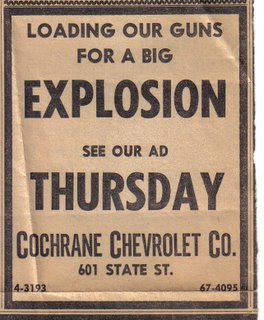 LOADING OUR GUNS
FOR A BIG
EXPLOSION
SEE OUR AD
THURSDAY
COCHRANE CHEVROLET CO.
601 STATE ST.
4-3193 67-4095